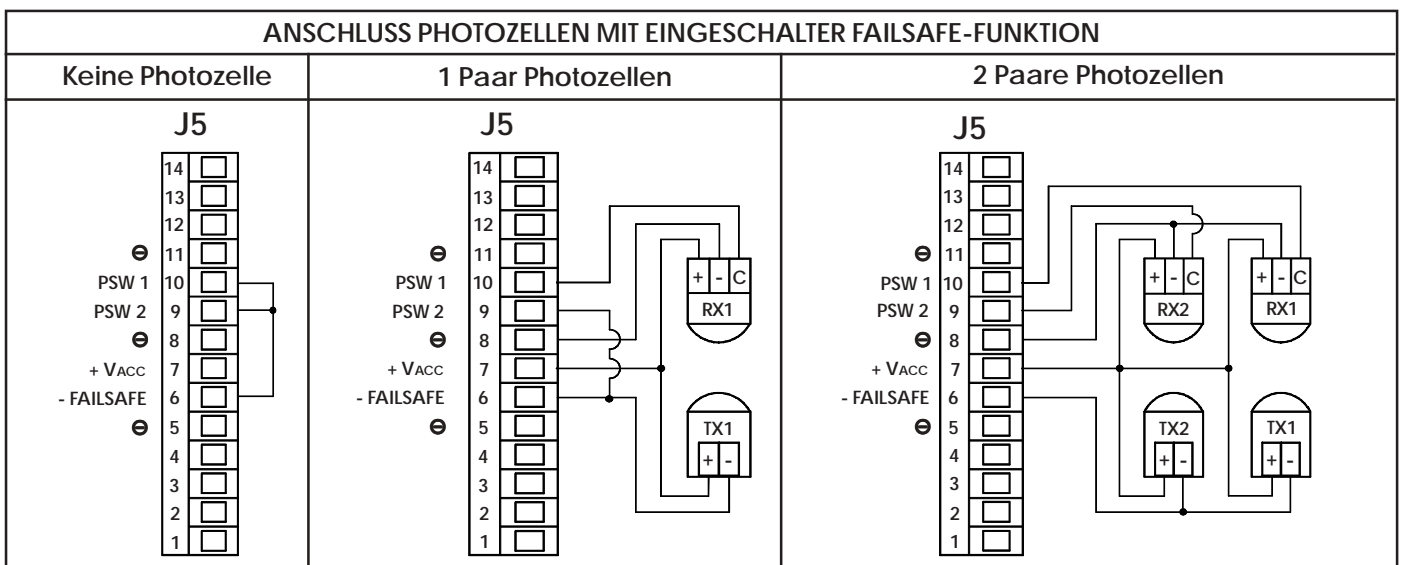 ANSCHLUSS PHOTOZELLEN MIT EINGESCHALTER FAILSAFE-FUNKTION
Keine Photozelle
J5
14
13
12
⊖ 11
PSW 1 10
PSW 2 9
⊖ 8
+ VACC 7
- FAILSAFE 6
⊖ 5
4
3
2
1
1 Paar Photozellen
J5
14
13
12
⊖ 11
PSW 1 10
PSW 2 9
⊖ 8
+ VACC 7
- FAILSAFE 6
⊖ 5
4
3
2
1
+ - C
RX1
TX1
+ -
2 Paare Photozellen
J5
14
13
12
⊖ 11
PSW 1 10
PSW 2 9
⊖ 8
+ VACC 7
- FAILSAFE 6
⊖ 5
4
3
2
1
+ - C
RX2
+ - C
RX1
TX2
+ -
TX1
+ -